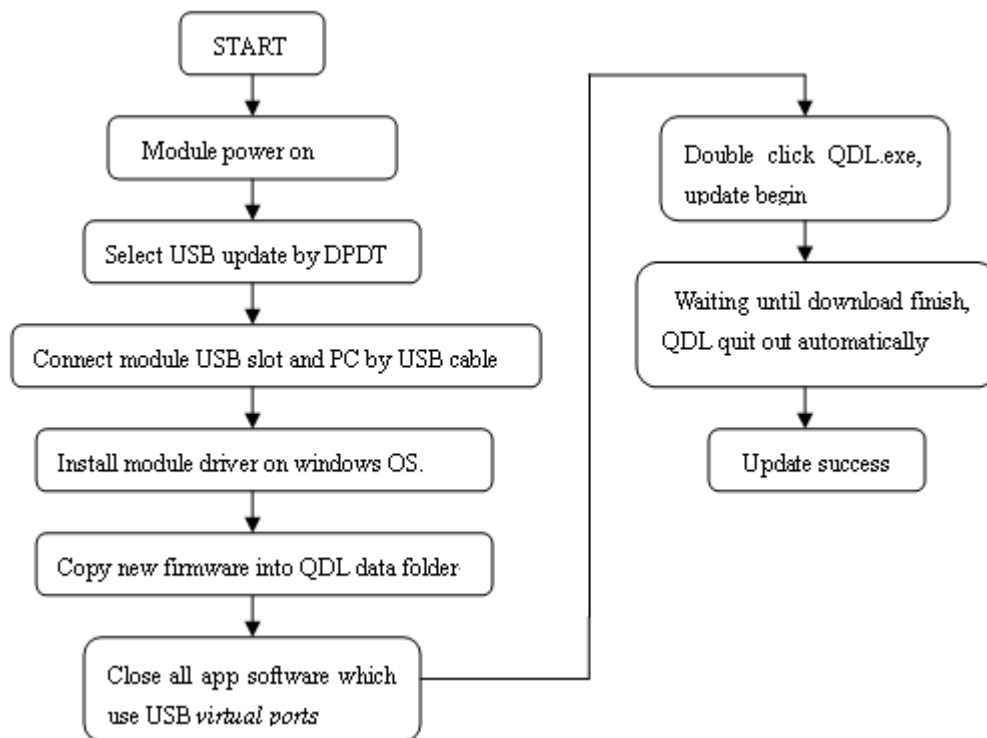 START
Module power on
Select USB update by DPDT
Connect module USB slot and PC by USB cable
Install module driver on windows OS.
Copy new firmware into QDL data folder
Close all app software which
use USB virtual ports
Double click QDL.exe,
update begin
Waiting until download finish,
QDL quit out automatically
Update success